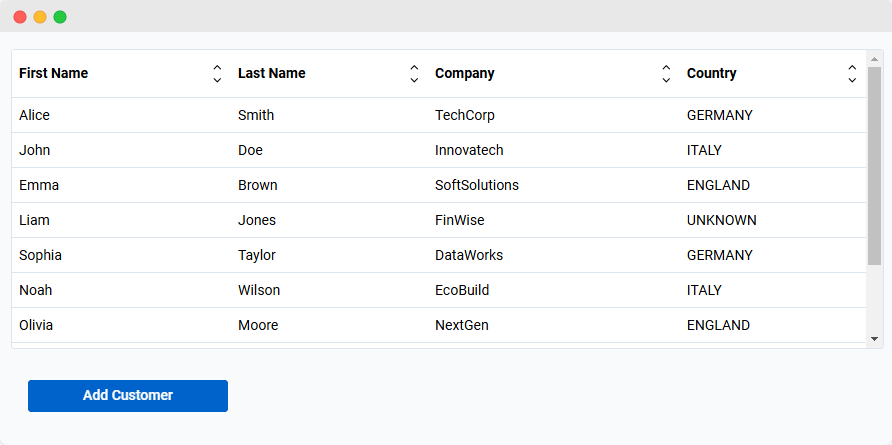 First Name Last Name Company Country
Alice Smith TechCorp GERMANY
John Doe Innovatech ITALY
Emma Brown SoftSolutions ENGLAND
Liam Jones FinWise UNKNOWN
Sophia Taylor DataWorks GERMANY
Noah Wilson EcoBuild ITALY
Olivia Moore NextGen ENGLAND
Add Customer